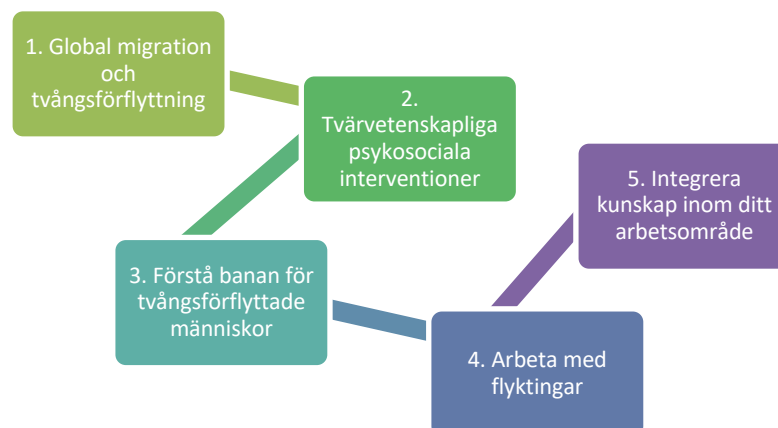 1. Global migration
och
tvångsförflyttning
2.
Tvärvetenskapliga
psykosociala
interventioner
3. Förstå banan för
tvångsförflyttade
människor
4. Arbeta med
flyktingar
5. Integrera
kunskap inom ditt
arbetsområde